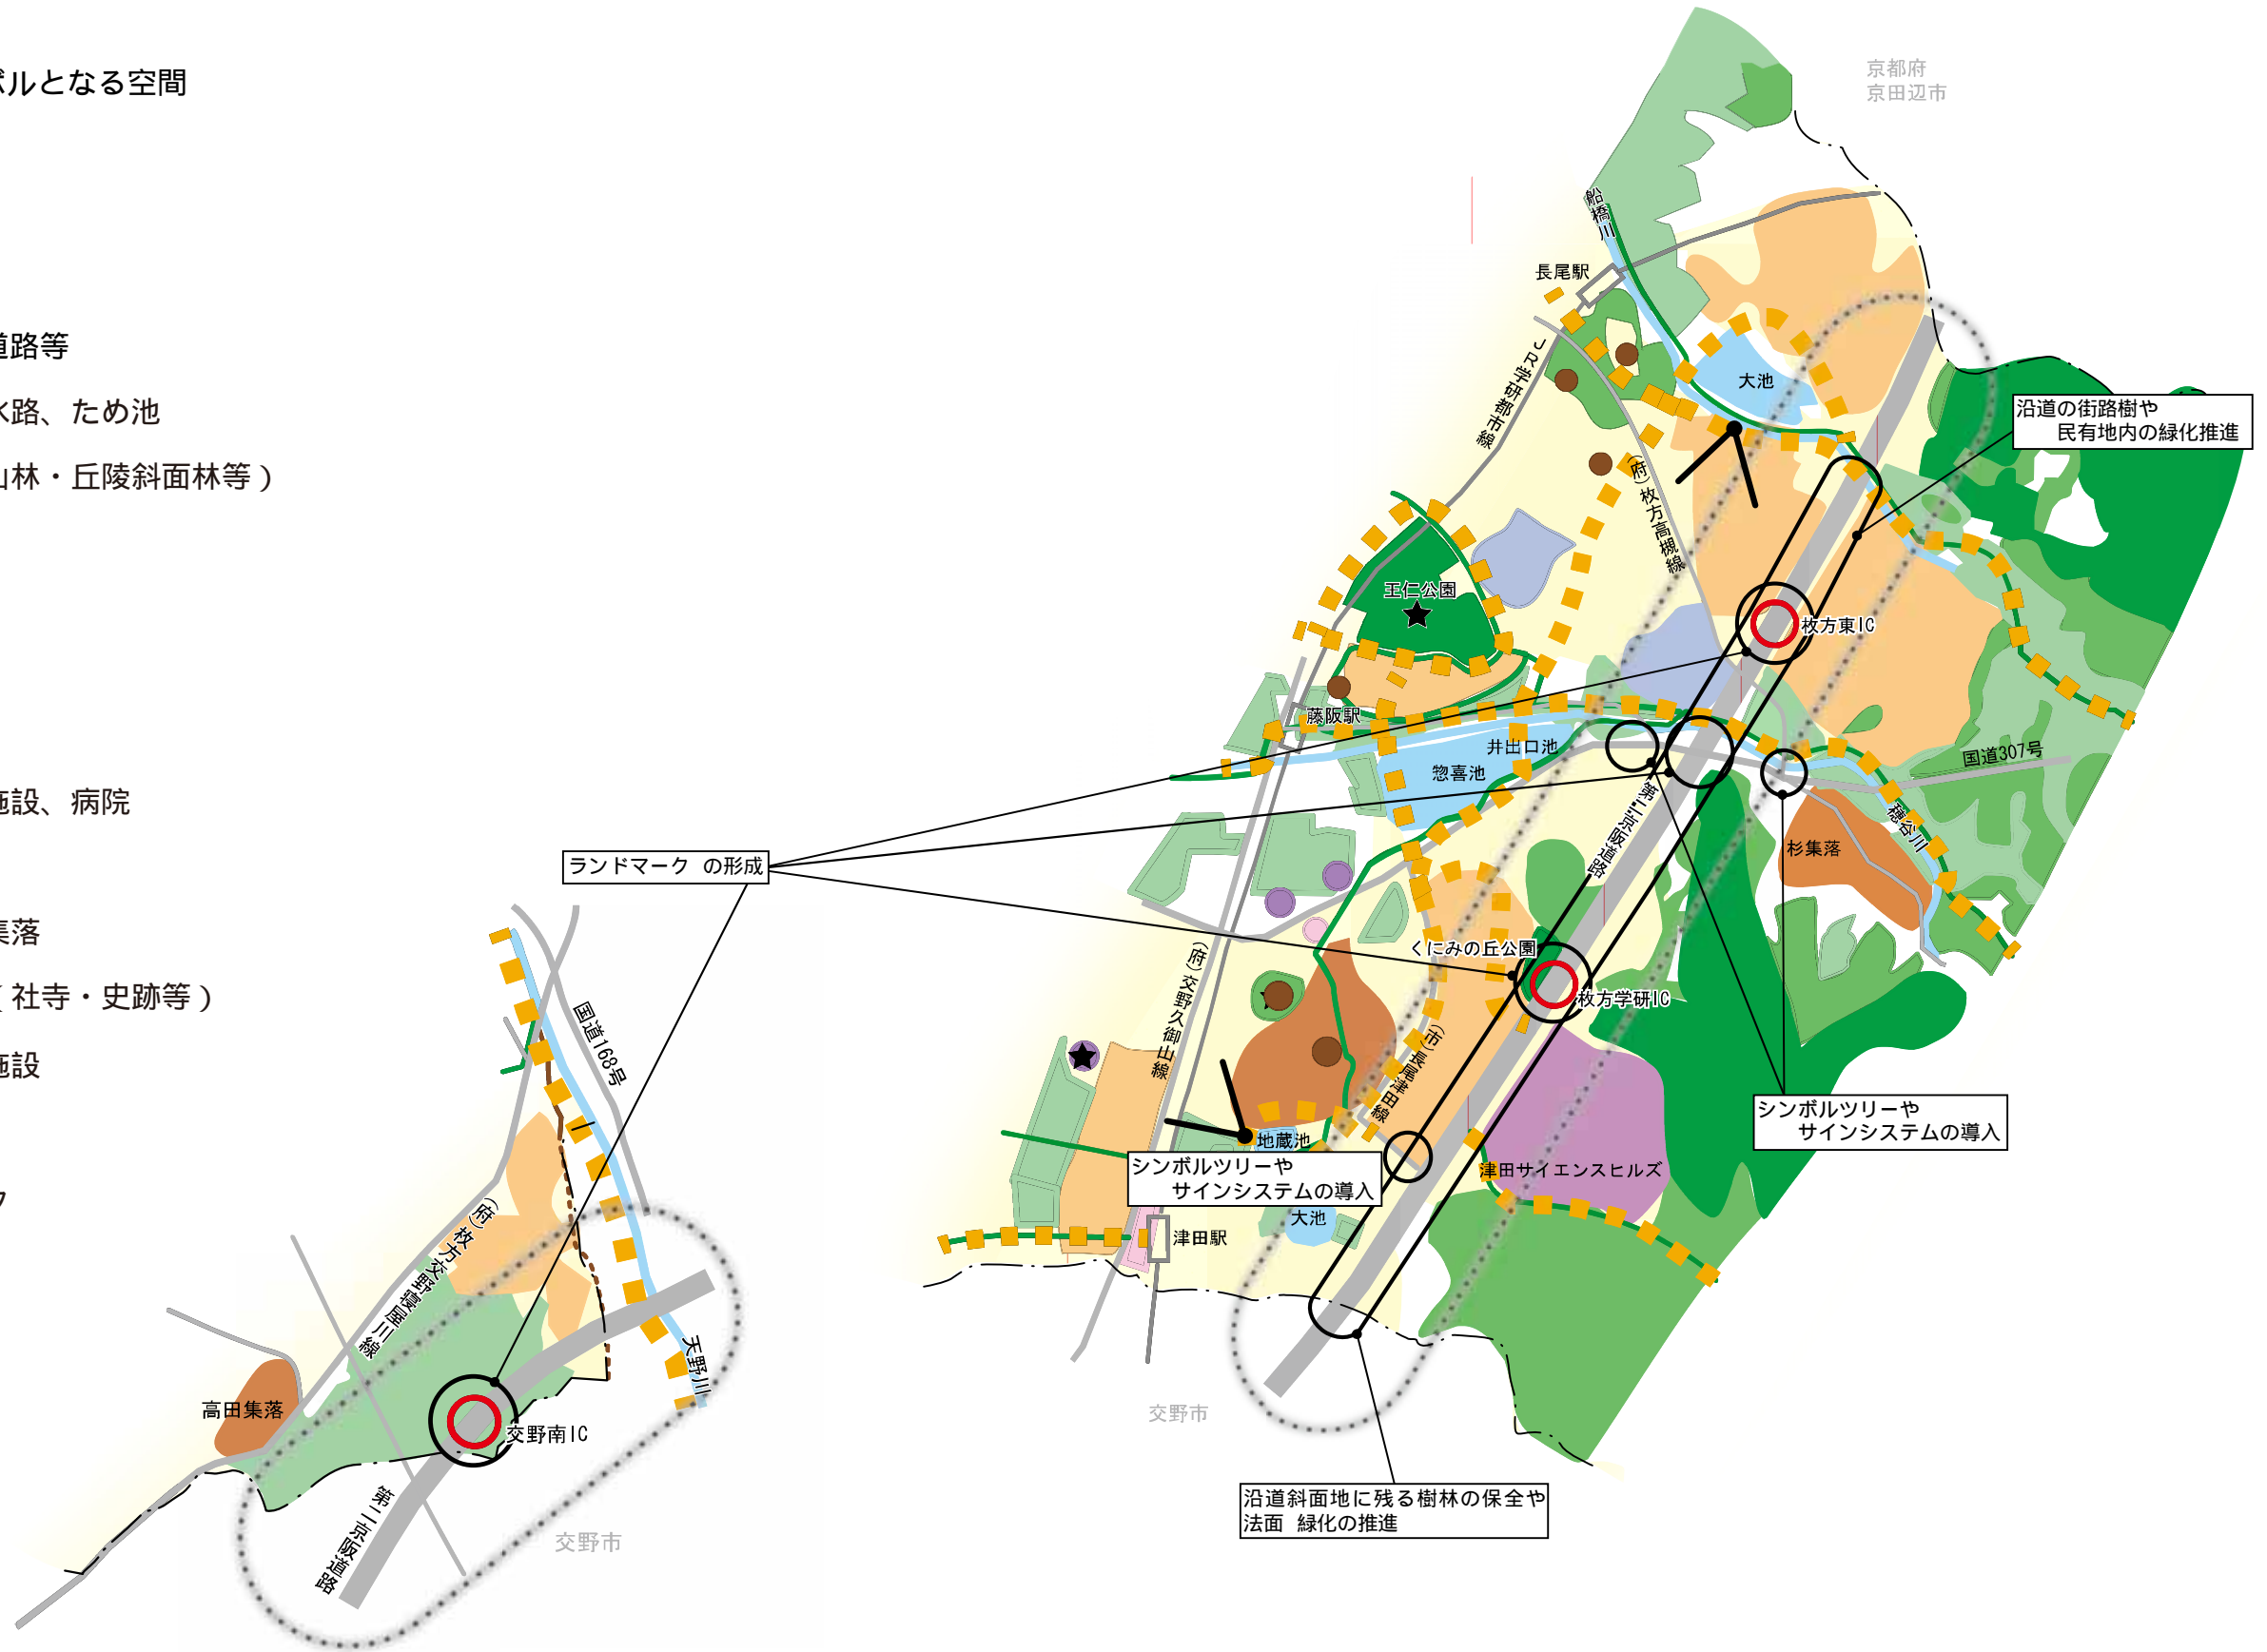 ボルとなる空間
道路等
水路、ため池
山林・丘陵斜面林等）
施設、病院
集落
（社寺・史跡等）
施設
ク
京都府
京田辺市
船橋川
長尾駅
ＪＲ学研都市線
大池
沿道の街路樹や
民有地内の緑化推進
（府）枚方高槻線
王仁公園
枚方東IC
藤阪駅
井出口池
惣喜池
国道307号
第二京阪道路
穂谷川
杉集落
ランドマーク の形成
くにみの丘公園
枚方学研IC
（府）交野久御山線
（市）長尾津田線
国道168号
地蔵池
シンボルツリーや
サインシステムの導入
シンボルツリーや
サインシステムの導入
津田サイエンスヒルズ
大池
津田駅
（府）枚方交野寝屋川線
天野川
高田集落
交野南IC
交野市
第二京阪道路
交野市
沿道斜面地に残る樹林の保全や
法面 緑化の推進